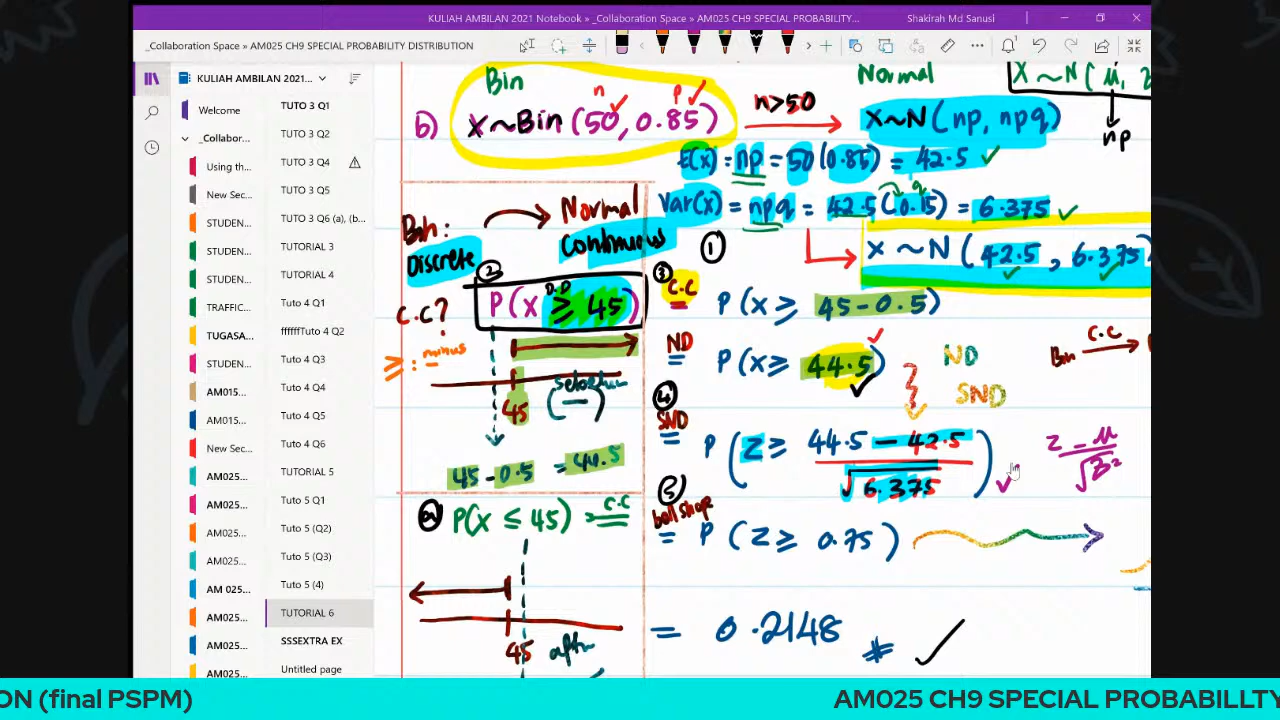 KULIAH AMBILAN 2021 Notebook » _Collaboration Space » AM025 CH9 SPECIAL PROBABILITY DISTRIBUTION...
Shakirah Md Sanusi
_Collaboration Space » AM025 CH9 SPECIAL PROBABILITY DISTRIBUTION
KULIAH AMBILAN 2021...
Welcome
_Collabor...
Using th...
New Sec...
STUDEN...
STUDEN...
STUDEN...
TRAFFIC...
TUGASA...
STUDEN...
AM015...
AM015...
New Sec...
AM025...
AM025...
AM025...
AM025...
AM 025...
AM025...
AM025...
AM025...
TUTO 3 Q1
TUTO 3 Q2
TUTO 3 Q4
TUTO 3 Q5
TUTO 3 Q6 (a), (b...
TUTORIAL 3
TUTORIAL 4
Tuto 4 Q1
ffffffTuto 4 Q2
Tuto 4 Q3
Tuto 4 Q4
Tuto 4 Q5
Tuto 4 Q6
TUTORIAL 5
Tuto 5 Q1
Tuto 5 (Q2)
Tuto 5 (Q3)
Tuto 5 (4)
TUTORIAL 6
SSSEXTRA EX
Untitled page
Bin
n p
b) X~Bin (50, 0.85)
n>50
Normal
X~N (np, npq)
X~N( μ,
np
E(x) = np = 50(0.85) = 42.5 ✓
q
Var(x) = npq = 42.5(0.15) = 6.375 ✓
① X~N (42.5, 6.375)
Bin: Normal
Discrete continuous
②
D.D
P(X ≥ 45)
C.C?
≥: minus
45
(—)
45 - 0.5 = 44.5
P(X ≤ 45) C.C
45
③ C.C P(X ≥ 45 - 0.5)
ND = P(X ≥ 44.5)
ND
SND
Bin C.C
④ SND = P(Z ≥ 44.5 - 42.5 / √6.375)
⑤ bell shape
= P(Z ≥ 0.75)
= 0.2148
ON (final PSPM)
AM025 CH9 SPECIAL PROBABILLTY